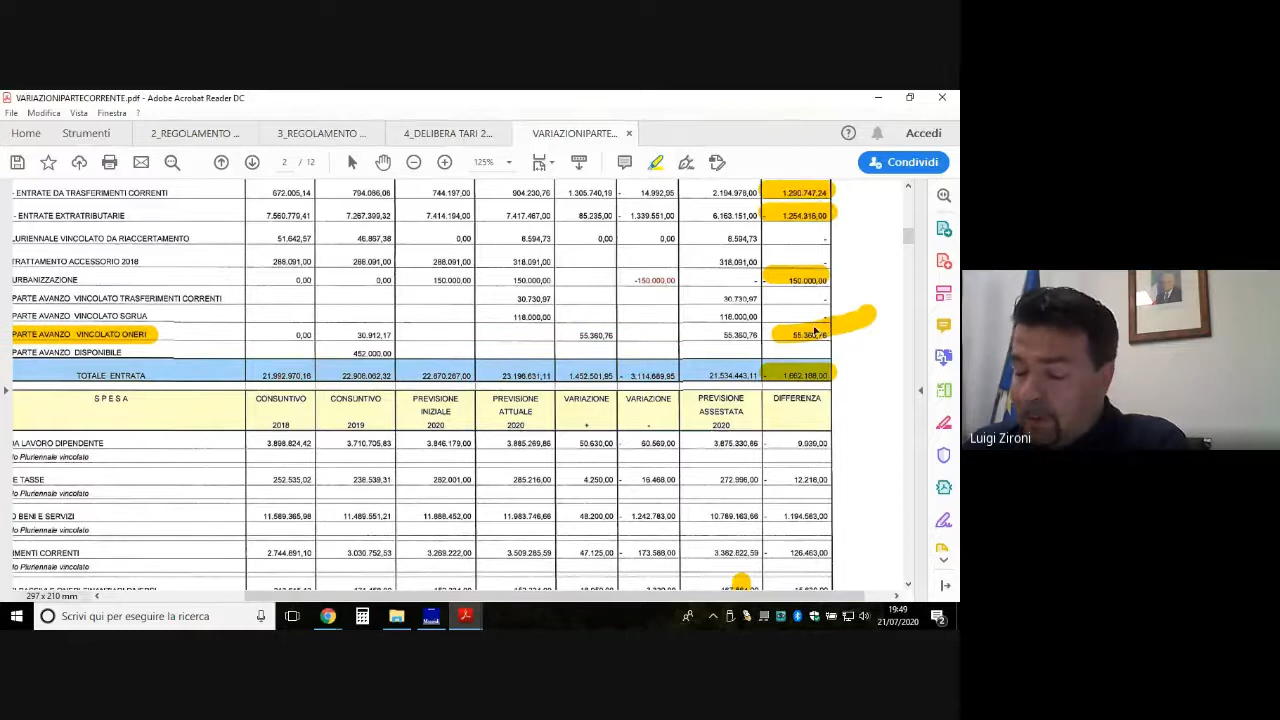 VARIAZIONIPARTECORRENTE.pdf - Adobe Acrobat Reader DC
File Modifica Vista Finestra ?
Home Strumenti 2_REGOLAMENTO ... 3_REGOLAMENTO ... 4_DELIBERA TARI 2... VARIAZIONIPARTE... × Accedi
2 / 12 125% Condividi
- ENTRATE DA TRASFERIMENTI CORRENTI 672.005,14 794.066,06 744.197,00 904.230,76 1.305.740,19 - 14.992,95 2.194.978,00 1.290.747,24
- ENTRATE EXTRATRIBUTARIE 7.560.779,41 7.267.399,32 7.414.194,00 7.417.467,00 85.235,00 - 1.339.551,00 6.163.151,00 - 1.254.316,00
LURIENNALE VINCOLATO DA RIACCERTAMENTO 51.642,57 46.867,38 0,00 8.594,73 0,00 0,00 8.594,73 -
TRATTAMENTO ACCESSORIO 2018 288.091,00 288.091,00 288.091,00 318.091,00 318.091,00 -
URBANIZZAZIONE 0,00 0,00 150.000,00 150.000,00 -150.000,00 - - 150.000,00
PARTE AVANZO VINCOLATO TRASFERIMENTI CORRENTI 30.730,97 30.730,97 -
PARTE AVANZO VINCOLATO SGRUA 118.000,00 118.000,00 -
PARTE AVANZO VINCOLATO ONERI 0,00 30.912,17 55.360,76 55.360,76 55.360,76
PARTE AVANZO DISPONIBILE 452.000,00
TOTALE ENTRATA 21.992.970,16 22.908.062,32 22.670.267,00 23.196.631,11 1.452.501,95 - 3.114.689,95 21.534.443,11 - 1.662.188,00
SPESA CONSUNTIVO CONSUNTIVO PREVISIONE PREVISIONE VARIAZIONE VARIAZIONE PREVISIONE DIFFERENZA
INIZIALE ATTUALE ASSESTATA
2018 2019 2020 2020 + - 2020
DA LAVORO DIPENDENTE 3.898.824,42 3.710.705,83 3.846.179,00 3.885.269,86 50.630,00 - 60.569,00 3.875.330,86 - 9.939,00
lo Pluriennale vincolato
E TASSE 252.535,02 238.539,31 282.001,00 285.216,00 4.250,00 - 16.468,00 272.998,00 - 12.218,00
lo Pluriennale vincolato
O BENI E SERVIZI 11.589.365,98 11.489.551,21 11.888.452,00 11.983.746,66 48.200,00 - 1.242.783,00 10.789.163,66 - 1.194.583,00
lo Pluriennale vincolato
IMENTI CORRENTI 2.744.691,10 3.030.752,53 3.269.222,00 3.509.285,59 47.125,00 - 173.588,00 3.382.822,59 - 126.463,00
lo Pluriennale vincolato
297 x 210 mm
Luigi Zironi
Scrivi qui per eseguire la ricerca
19:49
21/07/2020
2